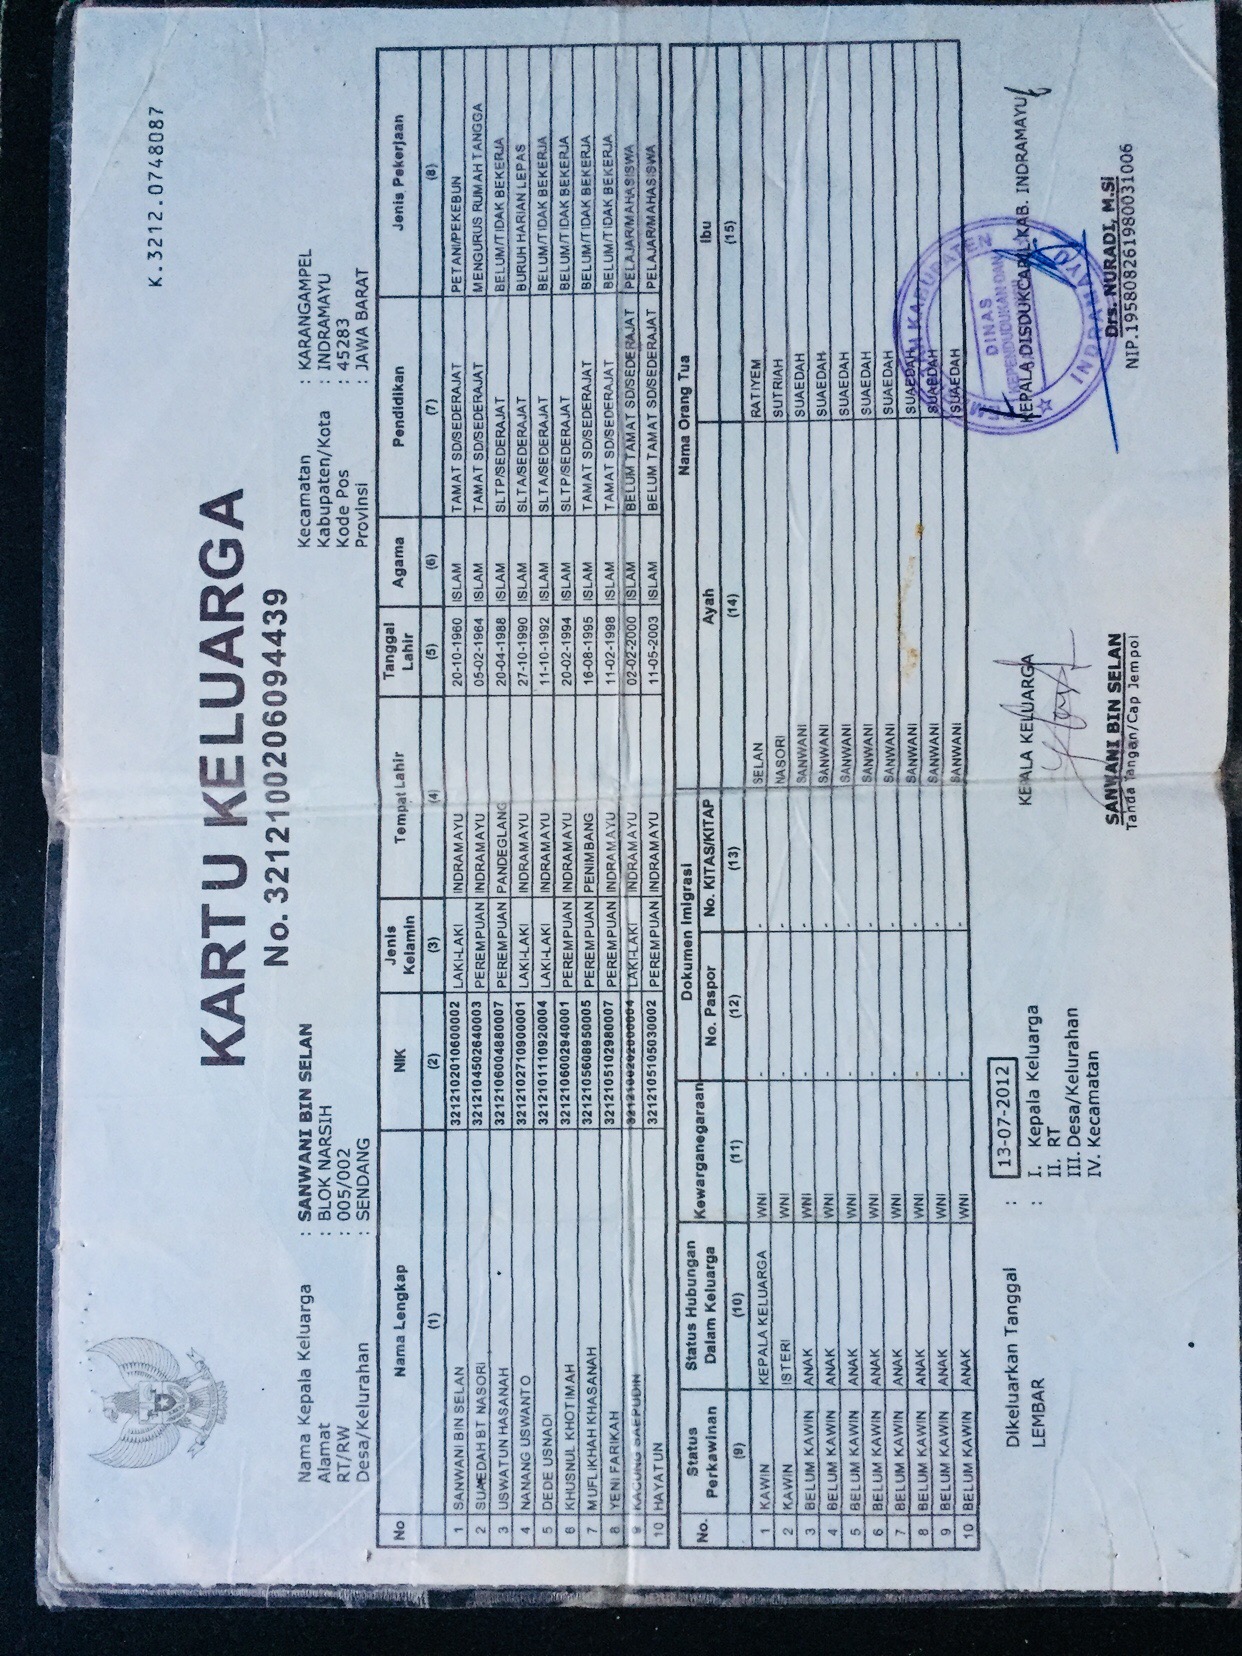 K.3212.0748087
KARTU KELUARGA
No. 3212100206094439
Nama Kepala Keluarga : SANWANI BIN SELAN
Alamat : BLOK NARSIH
RT/RW : 005/002
Desa/Kelurahan : SENDANG
Kecamatan : KARANGAMPEL
Kabupaten/Kota : INDRAMAYU
Kode Pos : 45283
Provinsi : JAWA BARAT
No Nama Lengkap NIK Jenis Kelamin Tempat Lahir Tanggal Lahir Agama Pendidikan Jenis Pekerjaan
(1) (2) (3) (4) (5) (6) (7) (8)
1 SANWANI BIN SELAN 3212102010600002 LAKI-LAKI INDRAMAYU 20-10-1960 ISLAM TAMAT SD/SEDERAJAT PETANI/PEKEBUN
2 SUAEDAH BT NASORI 3212104502640003 PEREMPUAN INDRAMAYU 05-02-1964 ISLAM TAMAT SD/SEDERAJAT MENGURUS RUMAH TANGGA
3 USWATUN HASANAH 3212106004880007 PEREMPUAN PANDEGLANG 20-04-1988 ISLAM SLTP/SEDERAJAT BELUM/TIDAK BEKERJA
4 NANANG USWANTO 3212102710900001 LAKI-LAKI INDRAMAYU 27-10-1990 ISLAM SLTA/SEDERAJAT BURUH HARIAN LEPAS
5 DEDE USNADI 3212101110920004 LAKI-LAKI INDRAMAYU 11-10-1992 ISLAM SLTA/SEDERAJAT BELUM/TIDAK BEKERJA
6 KHUSNUL KHOTIMAH 3212106002940001 PEREMPUAN INDRAMAYU 20-02-1994 ISLAM SLTP/SEDERAJAT BELUM/TIDAK BEKERJA
7 MUFLIKHAH KHASANAH 3212105608950005 PEREMPUAN PENIMBANG 16-08-1995 ISLAM TAMAT SD/SEDERAJAT BELUM/TIDAK BEKERJA
8 YENI FARIKAH 3212105102980007 PEREMPUAN INDRAMAYU 11-02-1998 ISLAM TAMAT SD/SEDERAJAT BELUM/TIDAK BEKERJA
9 SAEPUDIN LAKI-LAKI INDRAMAYU 02-02-2000 ISLAM BELUM TAMAT SD/SEDERAJAT PELAJAR/MAHASISWA
10 HAYATUN 3212105105030002 PEREMPUAN INDRAMAYU 11-05-2003 ISLAM BELUM TAMAT SD/SEDERAJAT PELAJAR/MAHASISWA
No. Status Perkawinan Status Hubungan Dalam Keluarga Kewarganegaraan Dokumen Imigrasi Nama Orang Tua
No. Paspor No. KITAS/KITAP Ayah Ibu
(9) (10) (11) (12) (13) (14) (15)
1 KAWIN KEPALA KELUARGA WNI - - SELAN RATIYEM
2 KAWIN ISTERI WNI - - NASORI SUTRIAH
3 BELUM KAWIN ANAK WNI - - SANWANI SUAEDAH
4 BELUM KAWIN ANAK WNI - - SANWANI SUAEDAH
5 BELUM KAWIN ANAK WNI - - SANWANI SUAEDAH
6 BELUM KAWIN ANAK WNI - - SANWANI SUAEDAH
7 BELUM KAWIN ANAK WNI - - SANWANI SUAEDAH
8 BELUM KAWIN ANAK WNI - - SANWANI SUAEDAH
9 BELUM KAWIN ANAK WNI - - SANWANI SUAEDAH
10 BELUM KAWIN ANAK WNI - - SANWANI SUAEDAH
Dikeluarkan Tanggal : 13-07-2012
LEMBAR : I. Kepala Keluarga
II. RT
III. Desa/Kelurahan
IV. Kecamatan
KEPALA KELUARGA
SANWANI BIN SELAN
Tanda Tangan/Cap Jempol
KEPALA DISDUKCAPIL KAB. INDRAMAYU
KABUPATEN
DINAS
KEPENDUDUKAN DAN
INDRAMAYU
Drs. NURADI, M.Si
NIP.195808261980031006